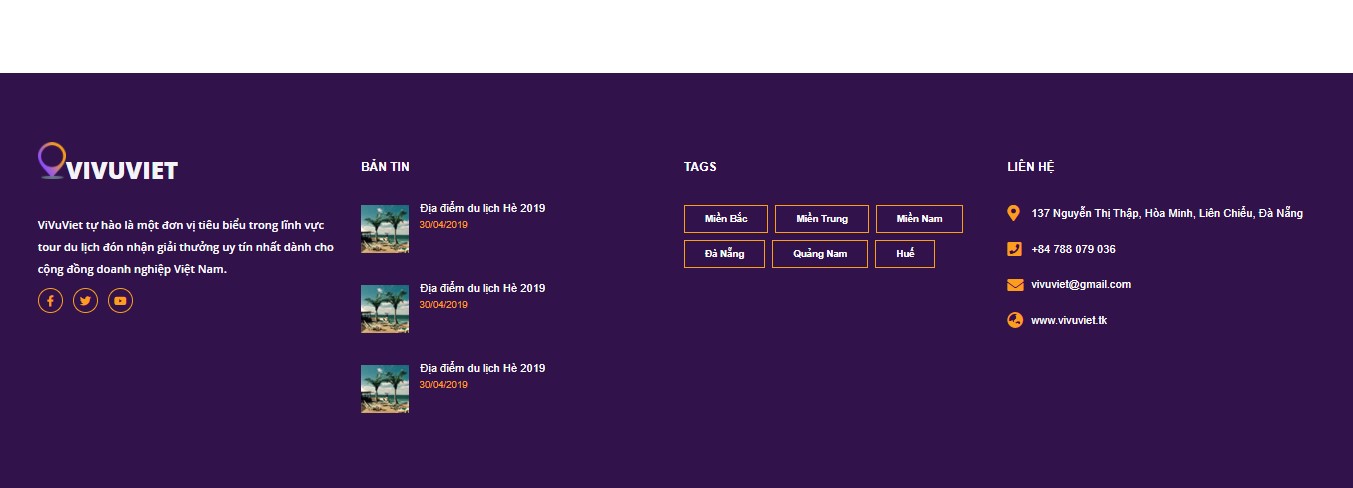 VIVUVIET
ViVuViet tự hào là một đơn vị tiêu biểu trong lĩnh vực
tour du lịch đón nhận giải thưởng uy tín nhất dành cho
cộng đồng doanh nghiệp Việt Nam.
BẢN TIN
Địa điểm du lịch Hè 2019
30/04/2019
Địa điểm du lịch Hè 2019
30/04/2019
Địa điểm du lịch Hè 2019
30/04/2019
TAGS
Miền Bắc Miền Trung Miền Nam
Đà Nẵng Quảng Nam Huế
LIÊN HỆ
137 Nguyễn Thị Thập, Hòa Minh, Liên Chiểu, Đà Nẵng
+84 788 079 036
vivuviet@gmail.com
www.vivuviet.tk